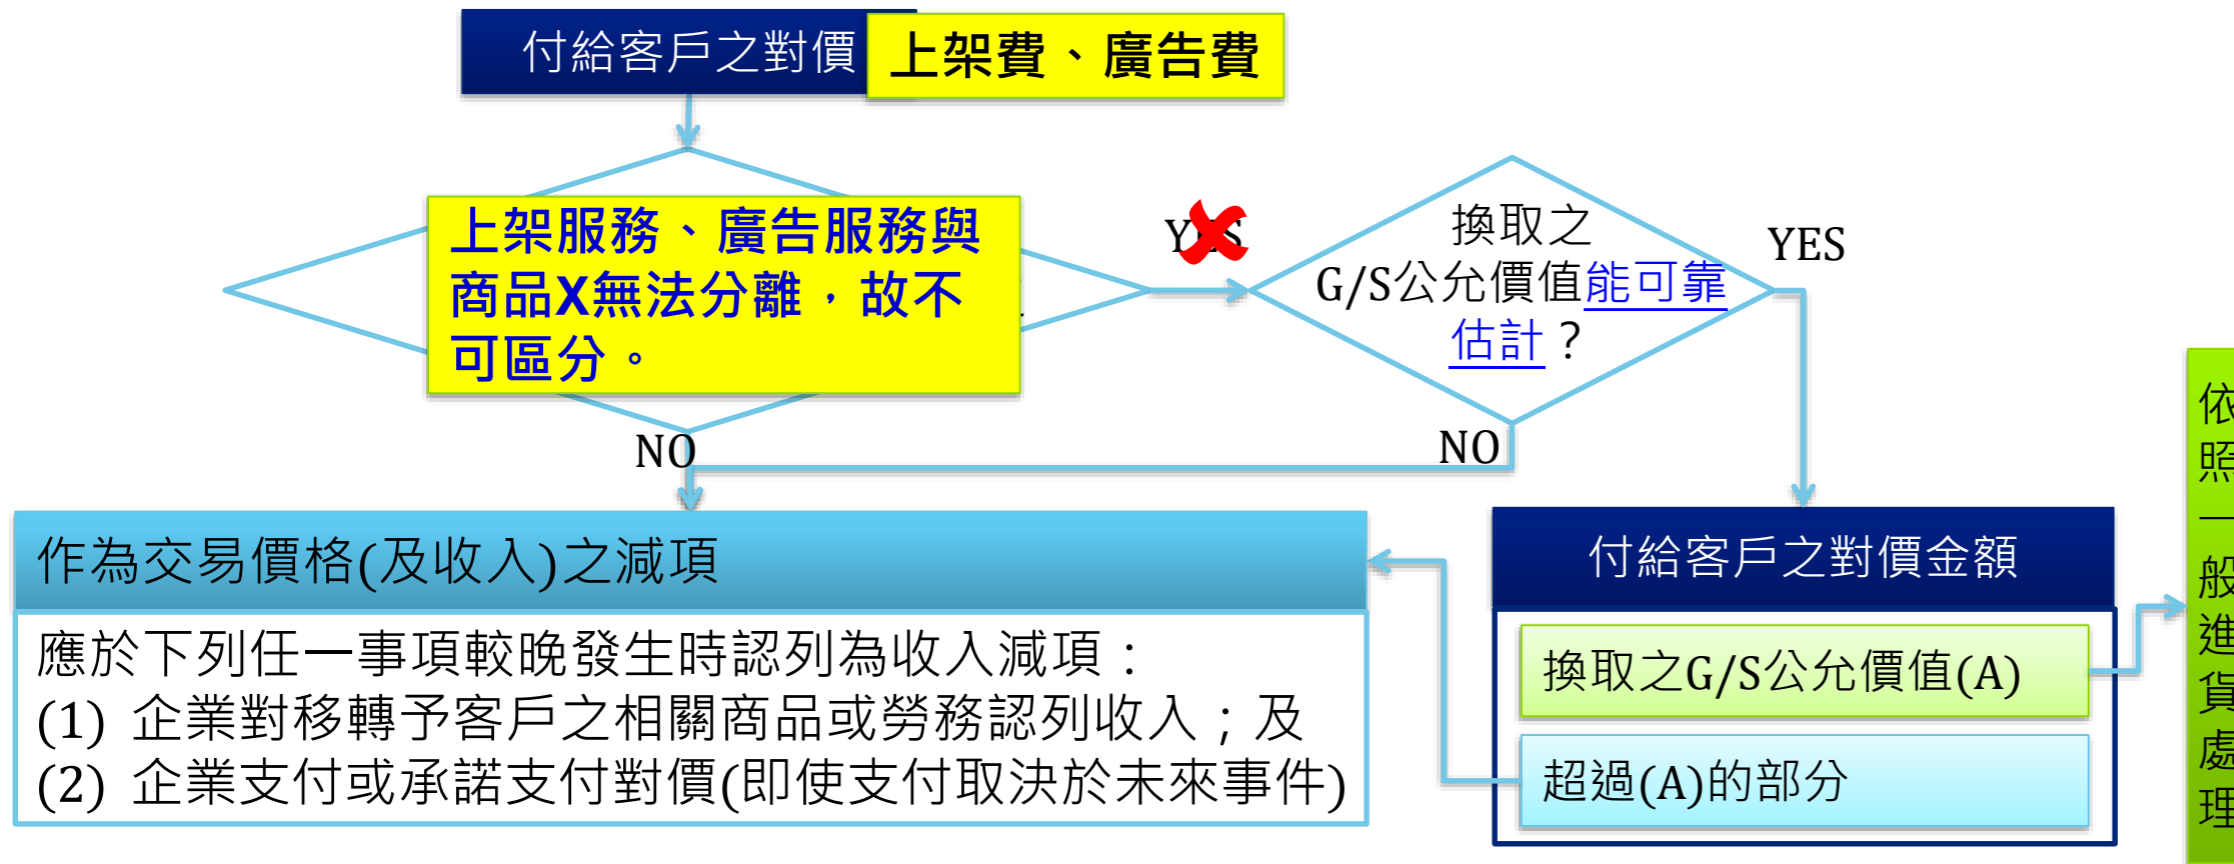 付給客戶之對價
上架費、廣告費
上架服務、廣告服務與
商品X無法分離，故不
可區分。
YES
換取之
G/S公允價值能可靠
估計？
YES
NO
NO
作為交易價格(及收入)之減項
應於下列任一事項較晚發生時認列為收入減項：
(1) 企業對移轉予客戶之相關商品或勞務認列收入；及
(2) 企業支付或承諾支付對價(即使支付取決於未來事件)
付給客戶之對價金額
換取之G/S公允價值(A)
超過(A)的部分
依
照
一
般
進
貨
處
理